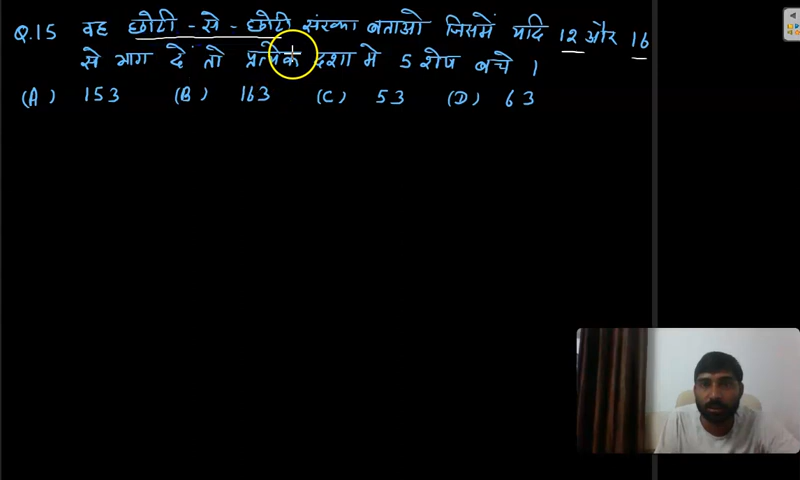 Q.15 वह छोटी - से - छोटी संख्या बताओ जिसमें यदि 12 और 16
से भाग दें तो प्रत्येक दशा मे 5 शेष बचे ।
(A) 153 (B) 163 (C) 53 (D) 63